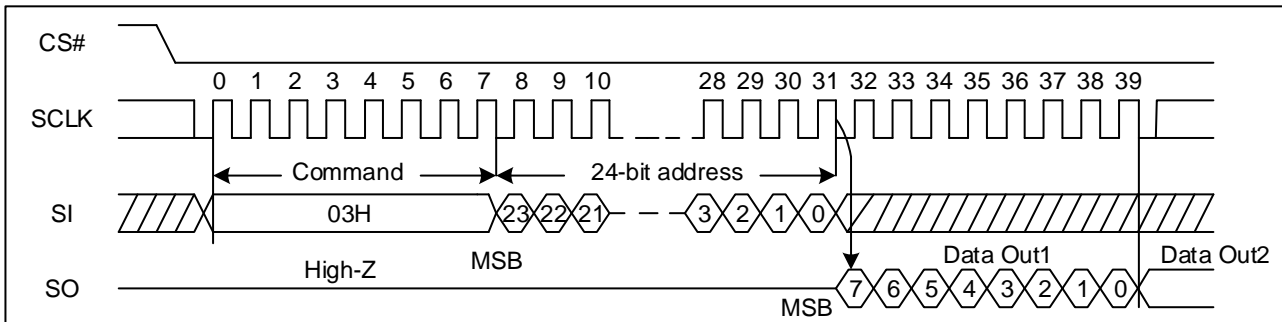 CS#
0 1 2 3 4 5 6 7 8 9 10 28 29 30 31 32 33 34 35 36 37 38 39
SCLK
Command 24-bit address
SI 03H 23 22 21 3 2 1 0
High-Z MSB Data Out1 Data Out2
SO MSB 7 6 5 4 3 2 1 0